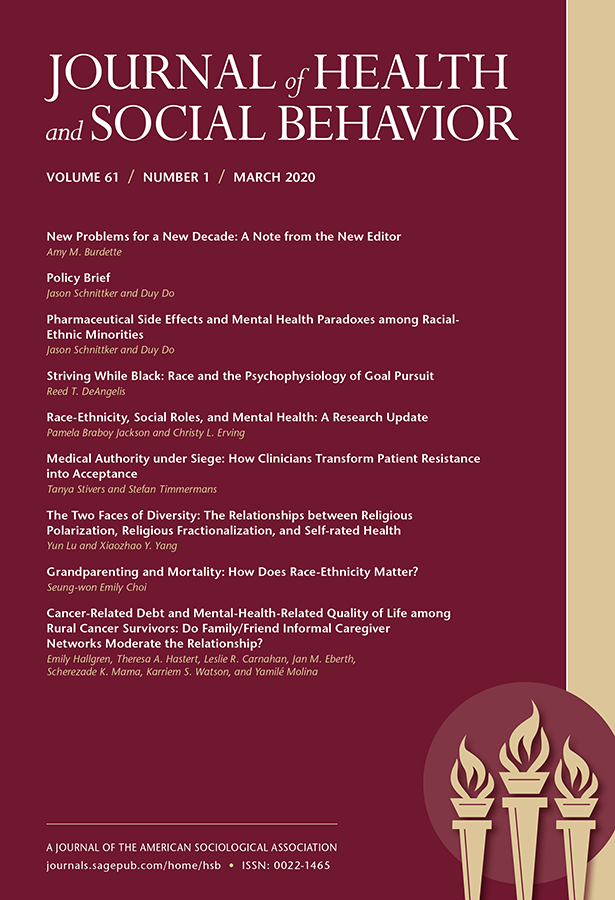 JOURNAL of HEALTH
and SOCIAL BEHAVIOR
VOLUME 61 / NUMBER 1 / MARCH 2020
New Problems for a New Decade: A Note from the New Editor
Amy M. Burdette
Policy Brief
Jason Schnittker and Duy Do
Pharmaceutical Side Effects and Mental Health Paradoxes among Racial-
Ethnic Minorities
Jason Schnittker and Duy Do
Striving While Black: Race and the Psychophysiology of Goal Pursuit
Reed T. DeAngelis
Race-Ethnicity, Social Roles, and Mental Health: A Research Update
Pamela Braboy Jackson and Christy L. Erving
Medical Authority under Siege: How Clinicians Transform Patient Resistance
into Acceptance
Tanya Stivers and Stefan Timmermans
The Two Faces of Diversity: The Relationships between Religious
Polarization, Religious Fractionalization, and Self-rated Health
Yun Lu and Xiaozhao Y. Yang
Grandparenting and Mortality: How Does Race-Ethnicity Matter?
Seung-won Emily Choi
Cancer-Related Debt and Mental-Health-Related Quality of Life among
Rural Cancer Survivors: Do Family/Friend Informal Caregiver
Networks Moderate the Relationship?
Emily Hallgren, Theresa A. Hastert, Leslie R. Carnahan, Jan M. Eberth,
Scherezade K. Mama, Karriem S. Watson, and Yamilé Molina
A JOURNAL OF THE AMERICAN SOCIOLOGICAL ASSOCIATION
journals.sagepub.com/home/hsb • ISSN: 0022-1465